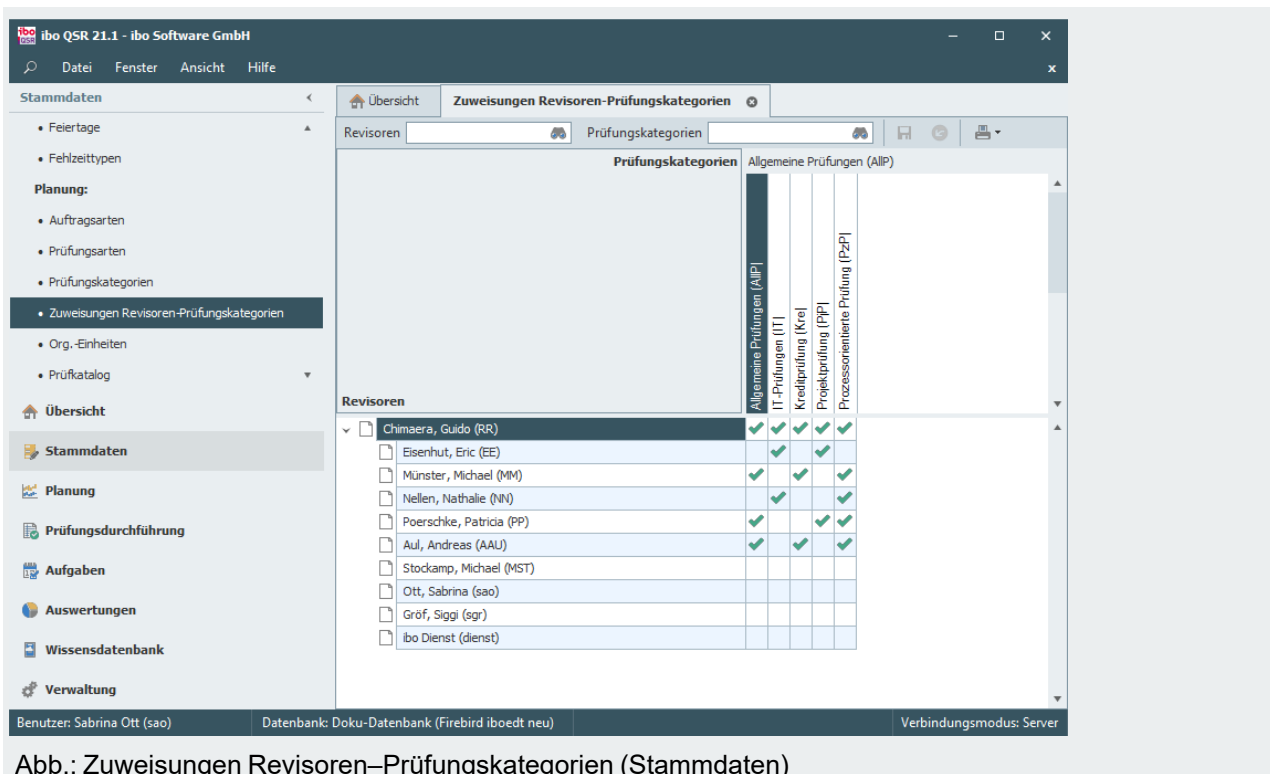 ibo QSR ibo QSR 21.1 - ibo Software GmbH
Datei Fenster Ansicht Hilfe x
Stammdaten
• Feiertage
• Fehlzeittypen
Planung:
• Auftragsarten
• Prüfungsarten
• Prüfungskategorien
• Zuweisungen Revisoren-Prüfungskategorien
• Org.-Einheiten
• Prüfkatalog
Übersicht
Stammdaten
Planung
Prüfungsdurchführung
Aufgaben
Auswertungen
Wissensdatenbank
Verwaltung
Übersicht Zuweisungen Revisoren-Prüfungskategorien
Revisoren Prüfungskategorien
Prüfungskategorien Allgemeine Prüfungen (AllP)
Allgemeine Prüfungen (AllP|
IT-Prüfungen (IT|
Kreditprüfung (Kre|
Projektprüfung (PjP|
Prozessorientierte Prüfung (PzP|
Revisoren
Chimaera, Guido (RR)
Eisenhut, Eric (EE)
Münster, Michael (MM)
Nellen, Nathalie (NN)
Poerschke, Patricia (PP)
Aul, Andreas (AAU)
Stockamp, Michael (MST)
Ott, Sabrina (sao)
Gröf, Siggi (sgr)
ibo Dienst (dienst)
Benutzer: Sabrina Ott (sao) Datenbank: Doku-Datenbank (Firebird iboedt neu) Verbindungsmodus: Server
Abb.: Zuweisungen Revisoren–Prüfungskategorien (Stammdaten)